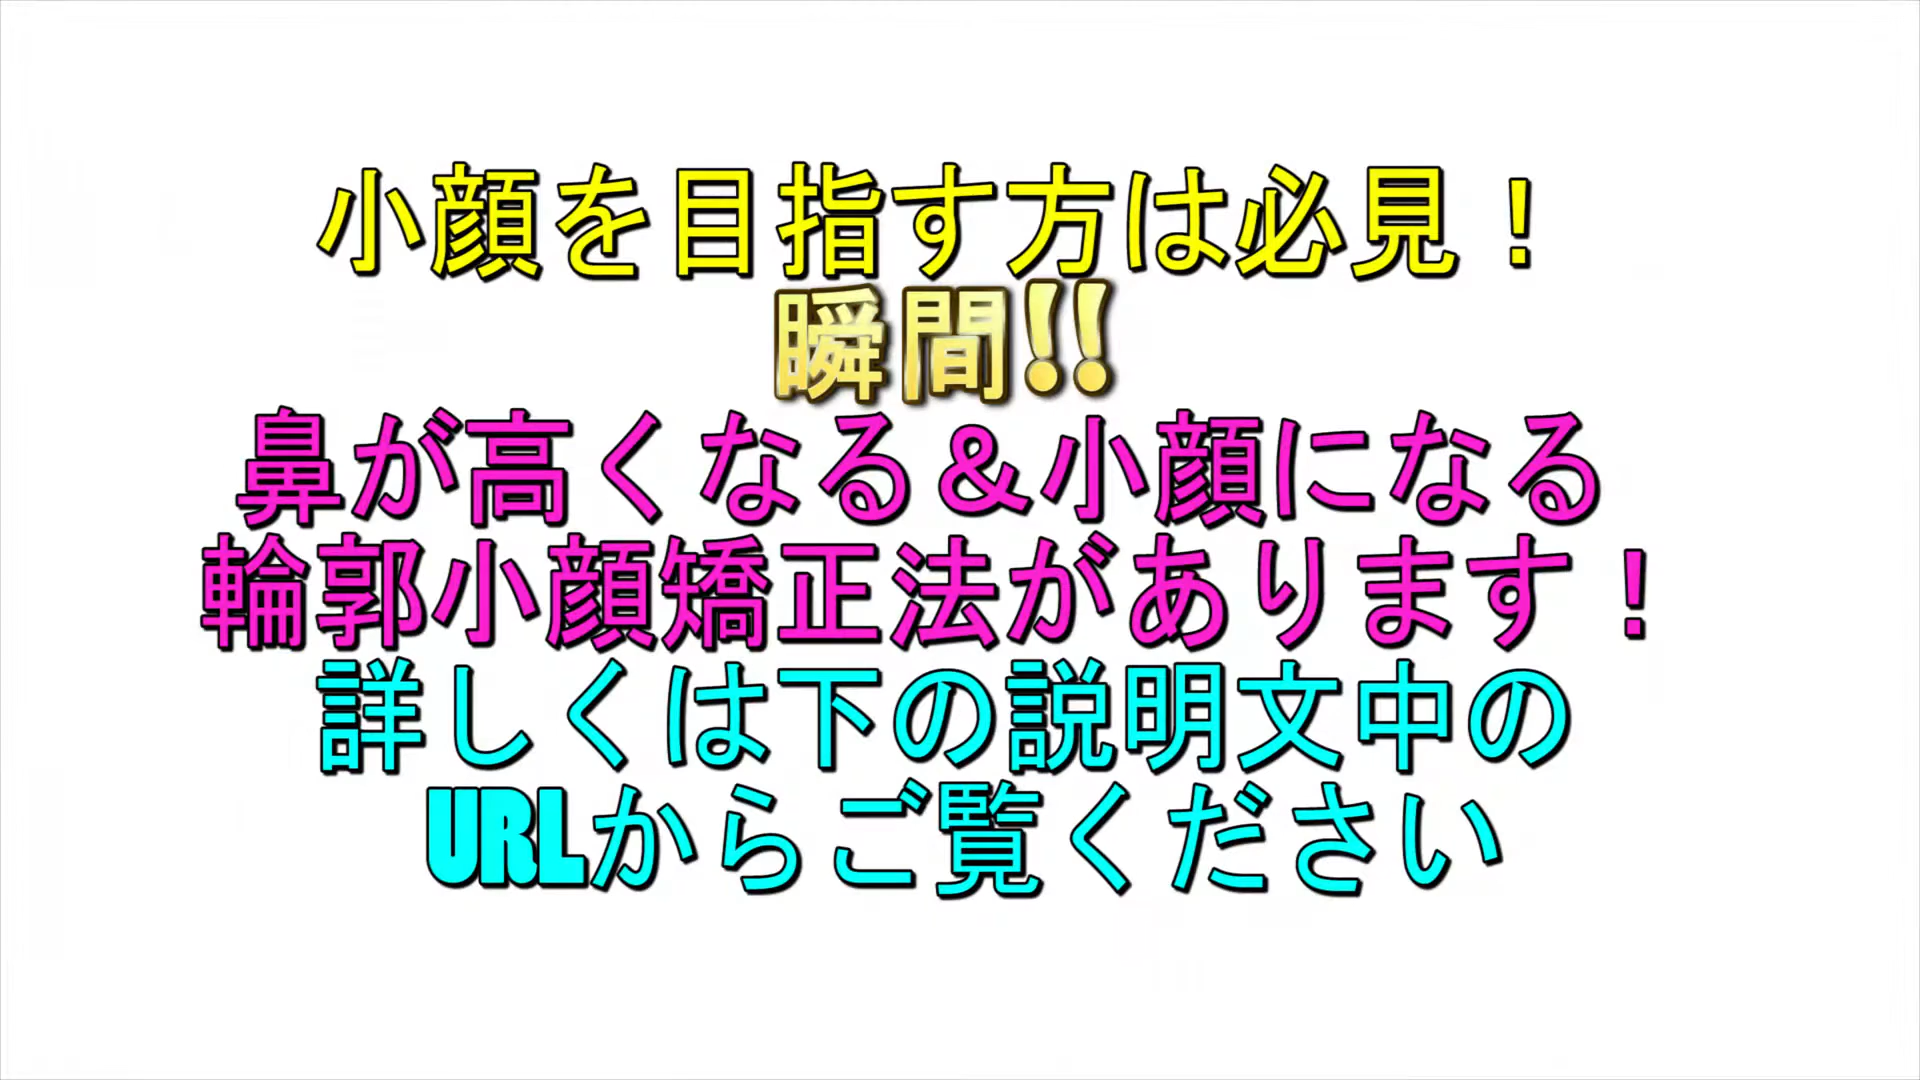 小顔を目指す方は必見！
瞬間!!
鼻が高くなる＆小顔になる
輪郭小顔矯正法があります！
詳しくは下の説明文中の
URLからご覧ください